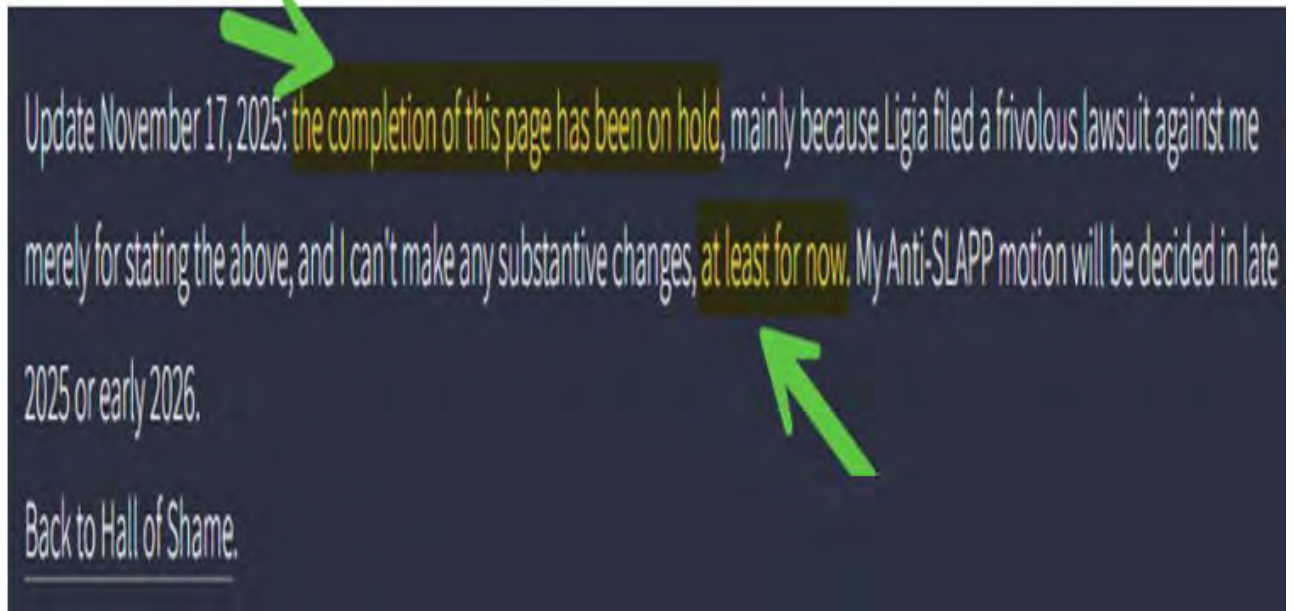 Update November 17, 2025: the completion of this page has been on hold, mainly because Ligia filed a frivolous lawsuit against me
merely for stating the above, and I can't make any substantive changes, at least for now. My Anti-SLAPP motion will be decided in late
2025 or early 2026.
Back to Hall of Shame.